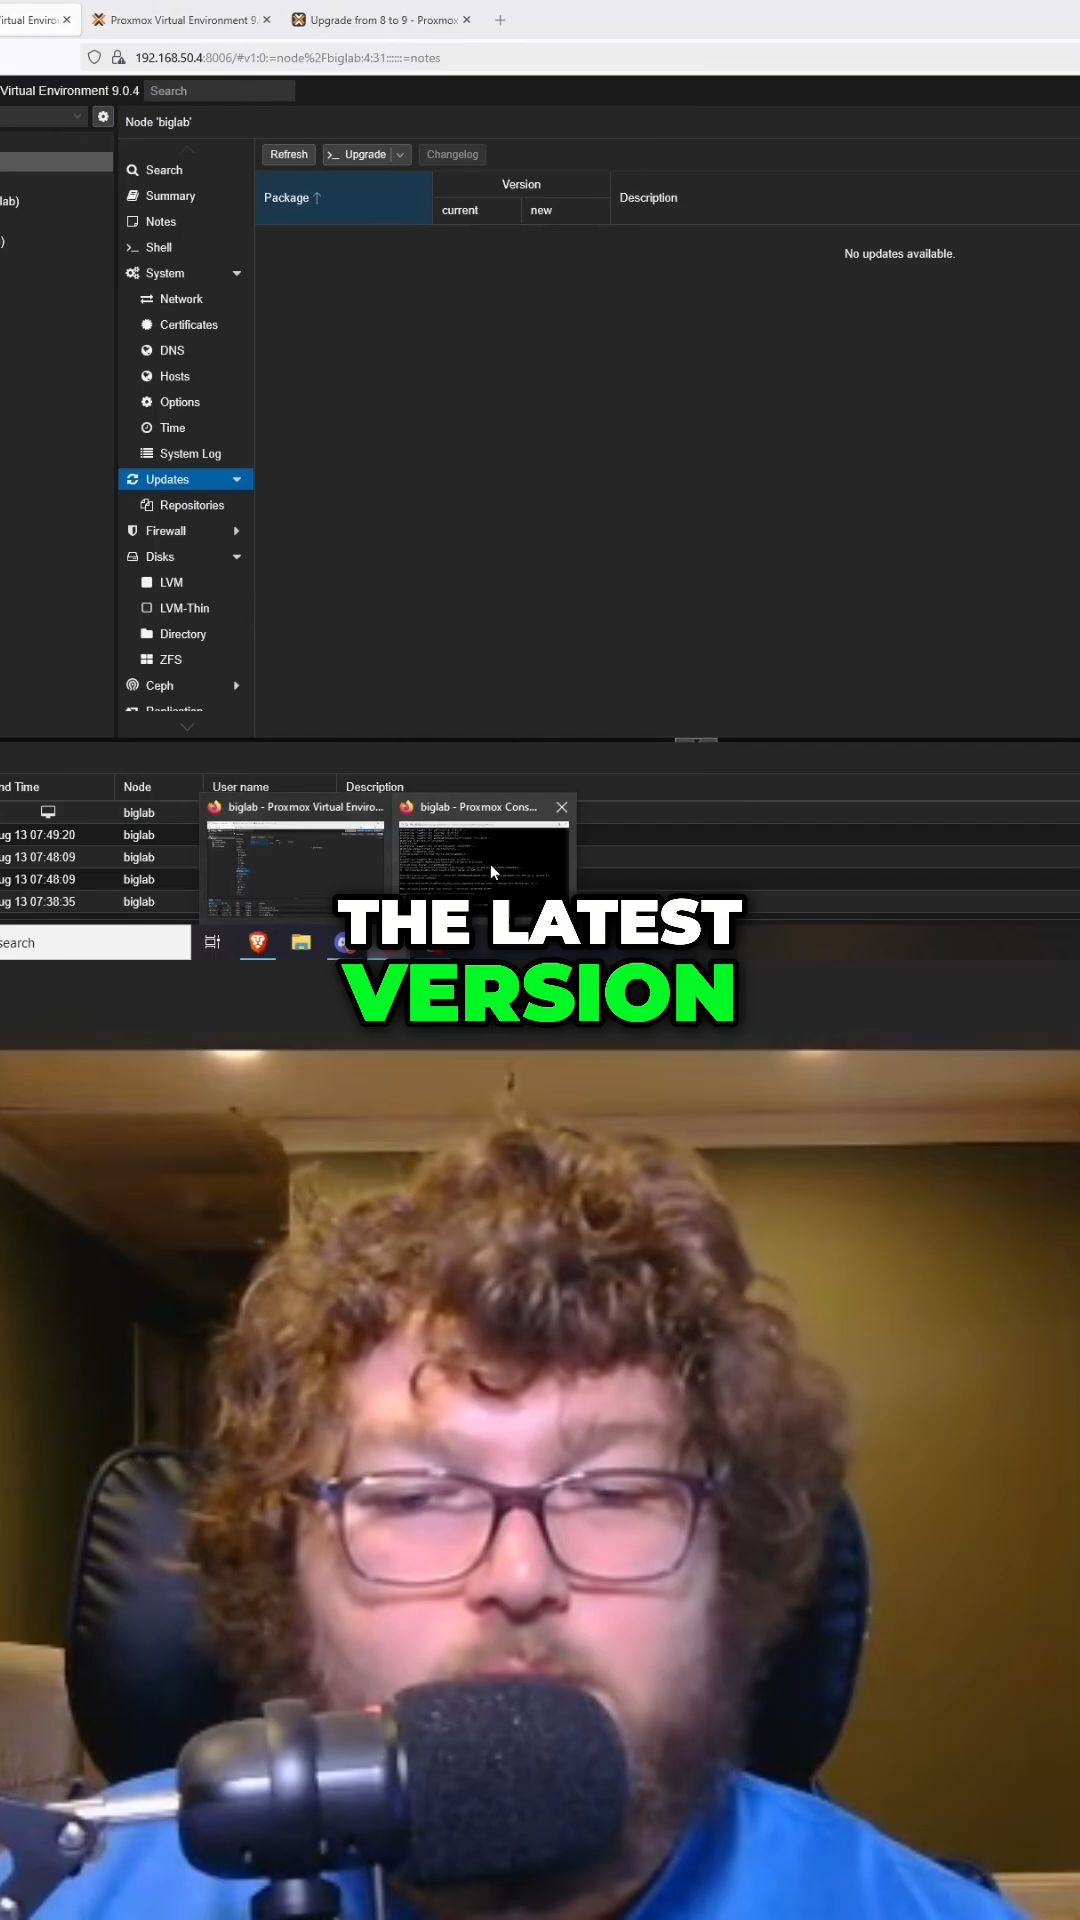 irtual Enviro
Proxmox Virtual Environment 9.
Upgrade from 8 to 9 - Proxmox
192.168.50.4:8006/#v1:0:=node%2Fbiglab:4:31::::::=notes
Virtual Environment 9.0.4
Search
Node 'biglab'
Refresh
Upgrade
Changelog
Search
Summary
Notes
Shell
System
Network
Certificates
DNS
Hosts
Options
Time
System Log
Updates
Repositories
Firewall
Disks
LVM
LVM-Thin
Directory
ZFS
Ceph
Replication
lab)
)
Package
Version
current
new
Description
No updates available.
nd Time
Node
User name
Description
biglab
ug 13 07:49:20
biglab
ug 13 07:48:09
biglab
ug 13 07:48:09
biglab
ug 13 07:38:35
biglab
biglab - Proxmox Virtual Enviro...
biglab - Proxmox Cons...
search
THE LATEST
VERSION